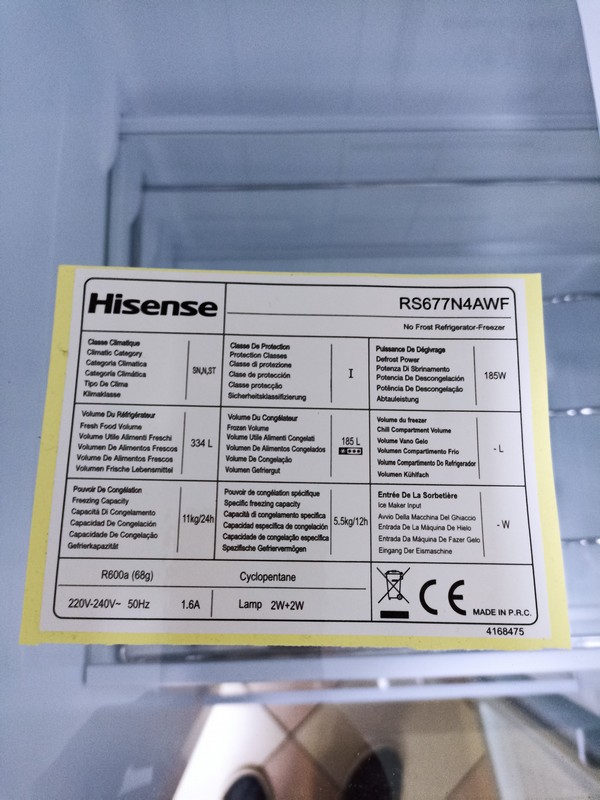 Hisense
RS677N4AWF
No Frost Refrigerator-Freezer
Classe Climatique
Climatic Category
Categoria Climatica
Categoría Climática
Tipo De Clima
Klimaklasse
SN,N,ST
Classe De Protection
Protection Classes
Classe di protezione
Clase de protección
Classe protecção
Sicherheitsklassifizierung
I
Puissance De Dégivrage
Defrost Power
Potenza Di Sbrinamento
Potencia De Descongelación
Potência De Descongelação
Abtauleistung
185W
Volume Du Réfrigérateur
Fresh Food Volume
Volume Utile Alimenti Freschi
Volumen De Alimentos Frescos
Volume De Alimentos Frescos
Volumen Frische Lebensmittel
334 L
Volume Du Congélateur
Frozen Volume
Volume Utile Alimenti Congelati
Volumen De Alimentos Congelados
Volume De Congelação
Volumen Gefriergut
185 L
Volume du freezer
Chill Compartment Volume
Volume Vano Gelo
Volumen Compartimento Frio
Volume Compartimento Do Refrigerador
Volumen Kühlfach
- L
Pouvoir De Congélation
Freezing Capacity
Capacità Di Congelamento
Capacidad De Congelación
Capacidade De Congelação
Gefrierkapazität
11kg/24h
Pouvoir de congélation spécifique
Specific freezing capacity
Capacità di congelamento specifica
Capacidad específica de congelación
Capacidade de congelação específica
Spezifische Gefriervermögen
5.5kg/12h
Entrée De La Sorbetière
Ice Maker Input
Avvio Della Macchina Del Ghiaccio
Entrada De La Máquina De Hielo
Entrada Da Máquina De Fazer Gelo
Eingang Der Eismaschine
- W
R600a (68g)
Cyclopentane
220V-240V~ 50Hz
1.6A
Lamp 2W+2W
CE
MADE IN P.R.C.
4168475